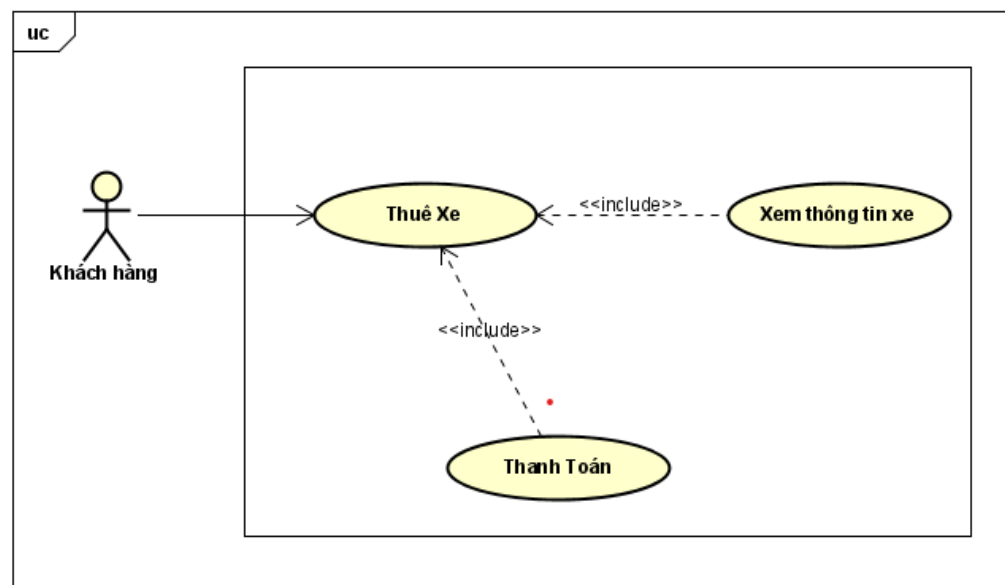 uc
Thuê Xe
<<include>>
Xem thông tin xe
Khách hàng
<<include>>
Thanh Toán